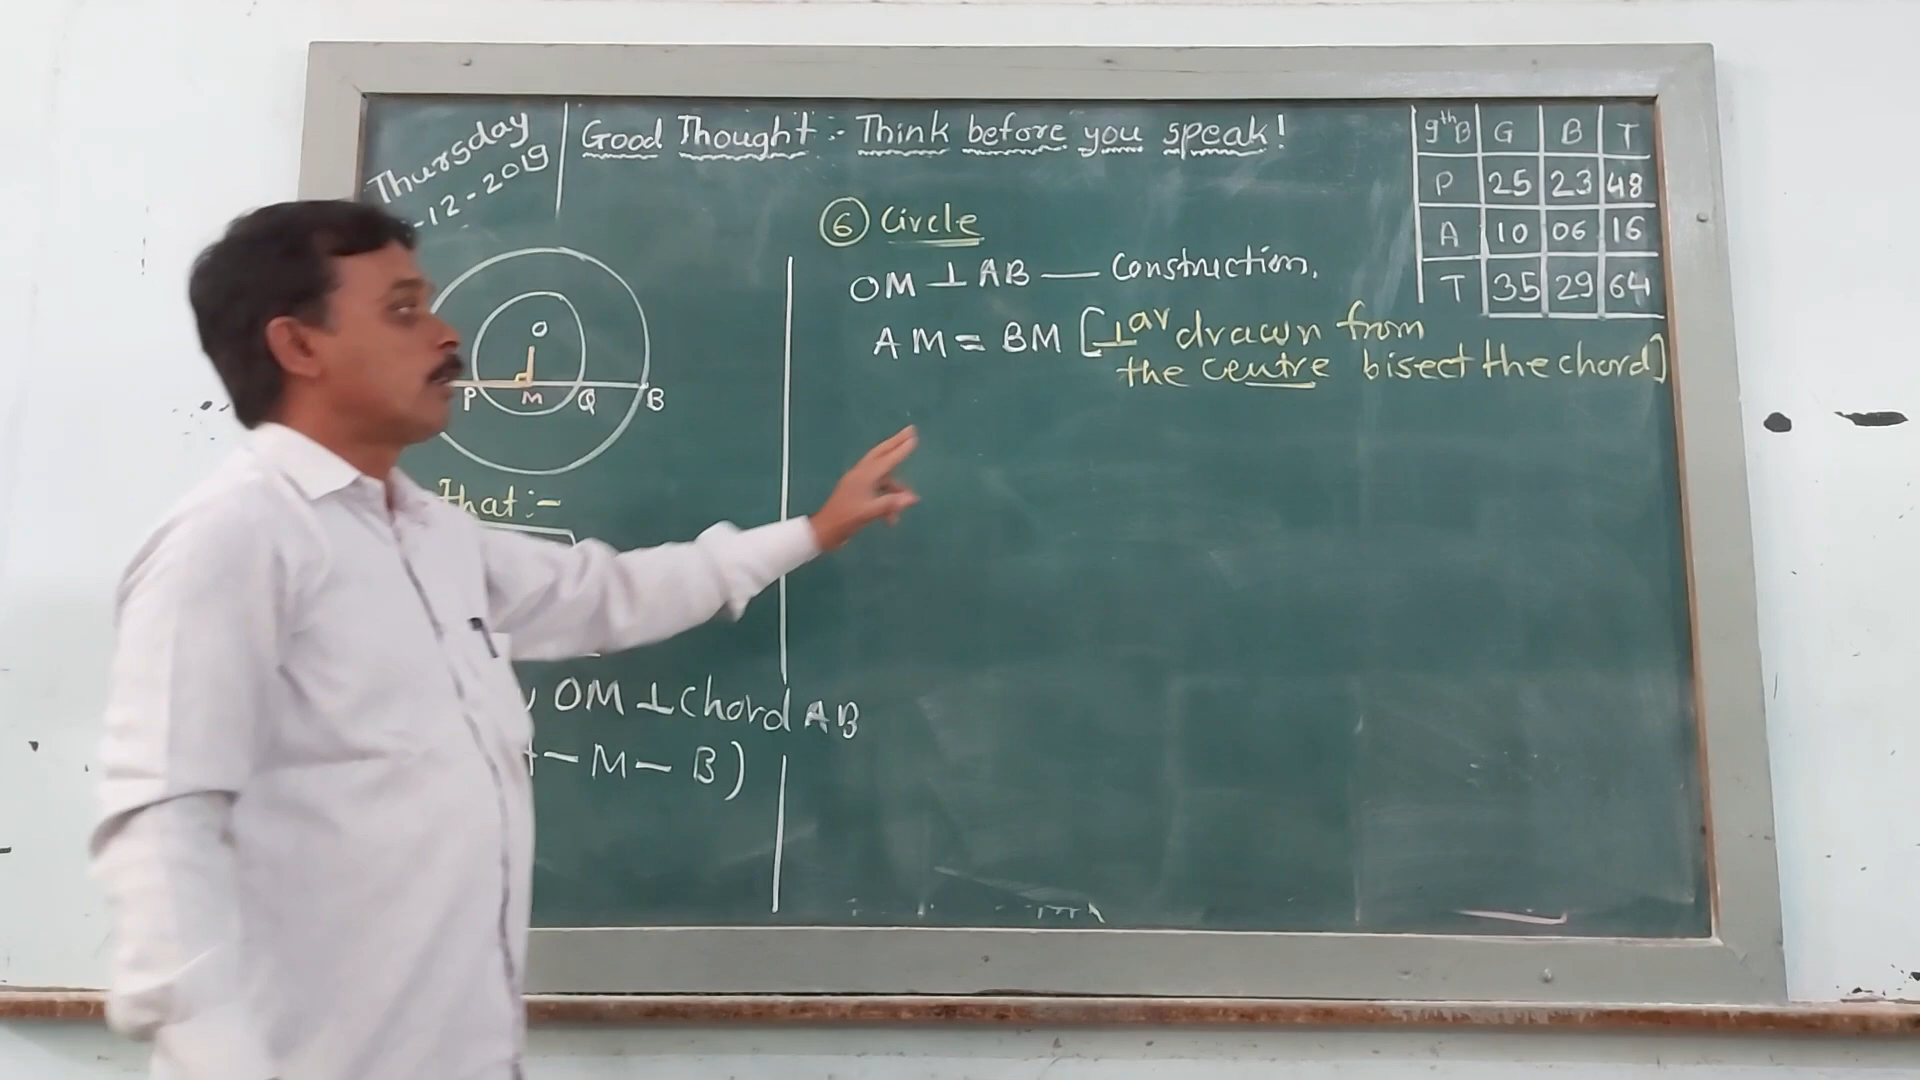 Thursday
-12-2019
Good Thought :- Think before you speak!
9th B G B T
P 25 23 48
A 10 06 16
T 35 29 64
O
P M Q B
that :-
OM ⊥ Chord AB
- M - B)
⑥ Circle
OM ⊥ AB — Construction.
AM = BM [⊥ar drawn from
the centre bisect the chord]